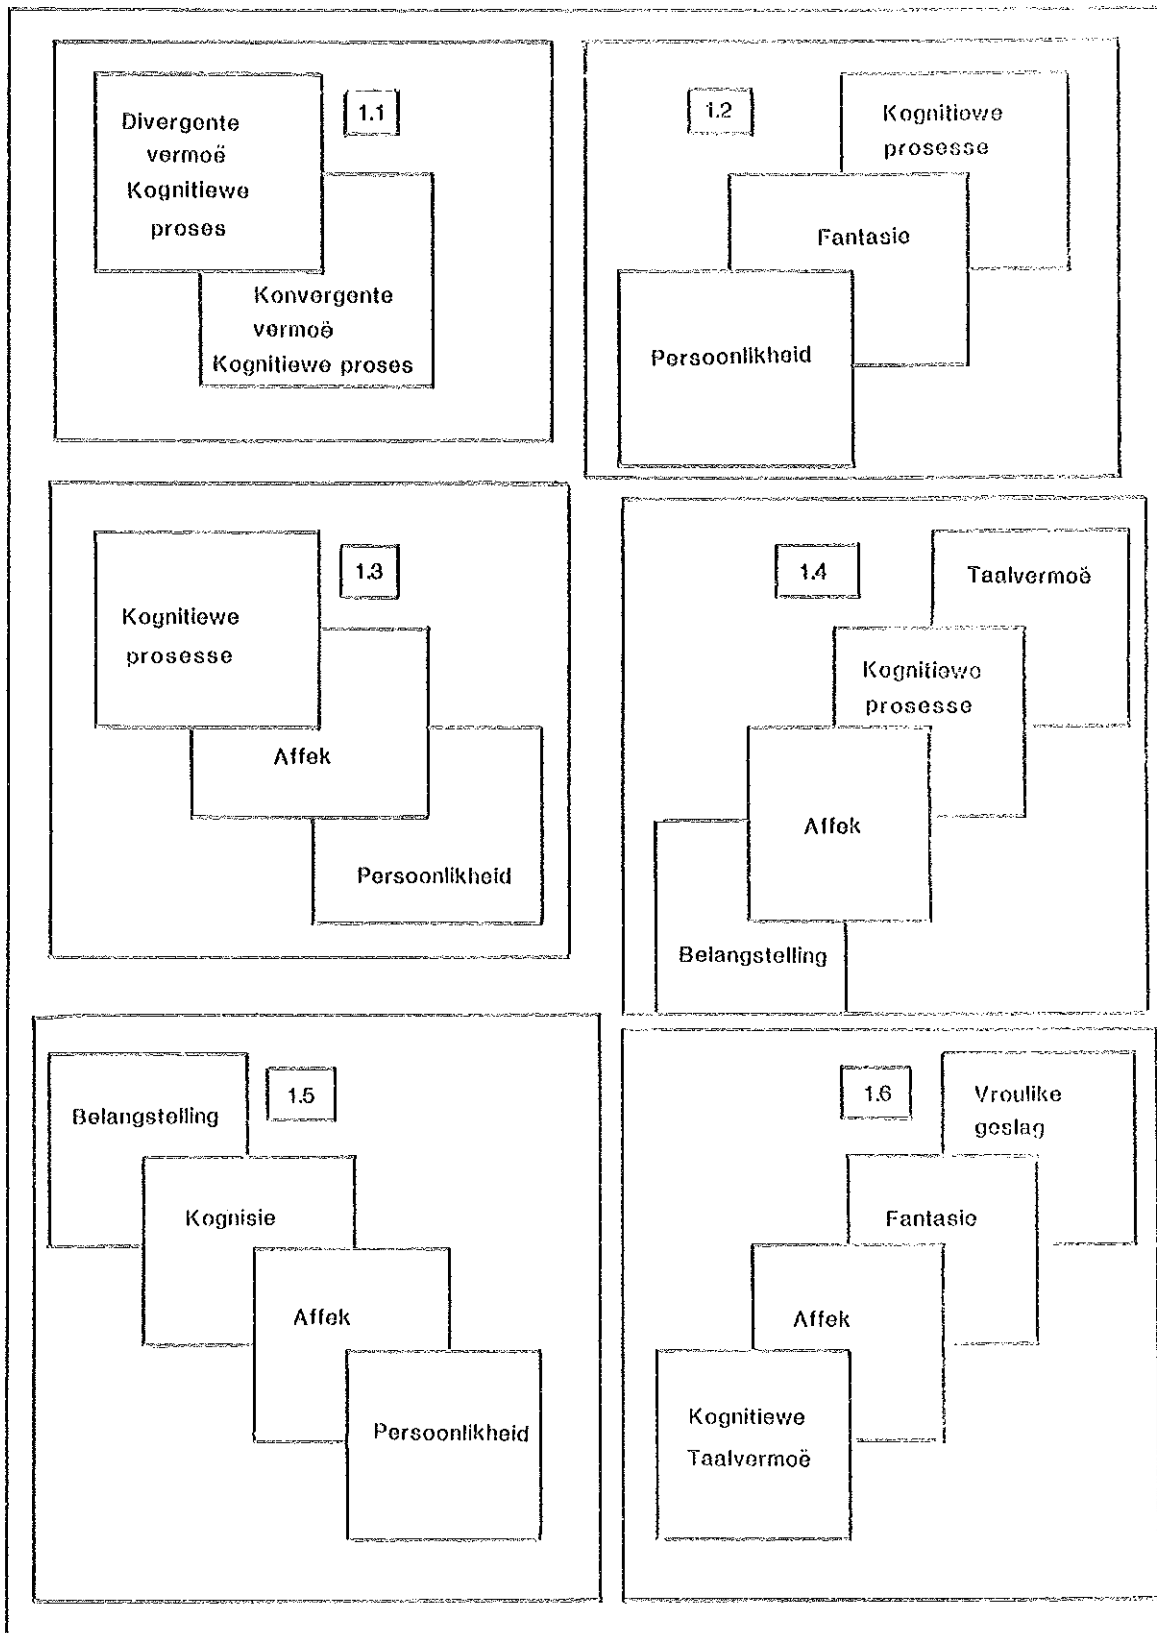 Divergente
vermoë
Kognitiewe
proses
1.1
Konvergente
vermoë
Kognitiewe proses
1.2
Kognitiewe
prosesse
Fantasie
Persoonlikheid
Kognitiewe
prosesse
1.3
Affek
Persoonlikheid
1.4
Taalvermoë
Kognitiewe
prosesse
Affek
Belangstelling
Belangstelling
1.5
Kognisie
Affek
Persoonlikheid
1.6
Vroulike
geslag
Fantasie
Affek
Kognitiewe
Taalvermoë